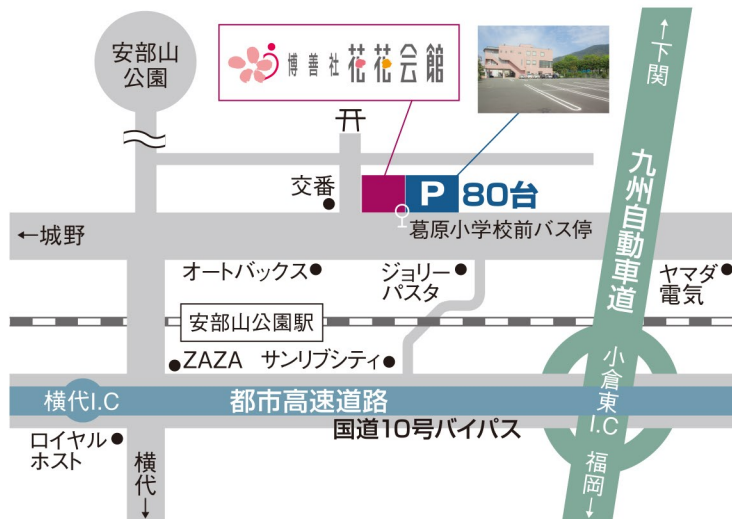 安部山
公園
博善社 花花会館
↑下関
九州自動車道
交番
P 80台
←城野
葛原小学校前バス停
オートバックス
ジョリー
パスタ
ヤマダ
電気
安部山公園駅
ZAZA
サンリブシティ
小倉東I.C
横代I.C
都市高速道路
国道10号バイパス
ロイヤル
ホスト
横代↓
福岡↓